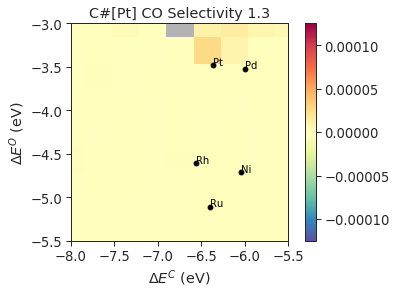 C#[Pt] CO Selectivity 1.3
−3.0
−3.5
−4.0
−4.5
−5.0
−5.5
ΔE^O (eV)
Pt
Pd
Rh
Ni
Ru
−8.0 −7.5 −7.0 −6.5 −6.0 −5.5
ΔE^C (eV)
0.00010
0.00005
0.00000
−0.00005
−0.00010